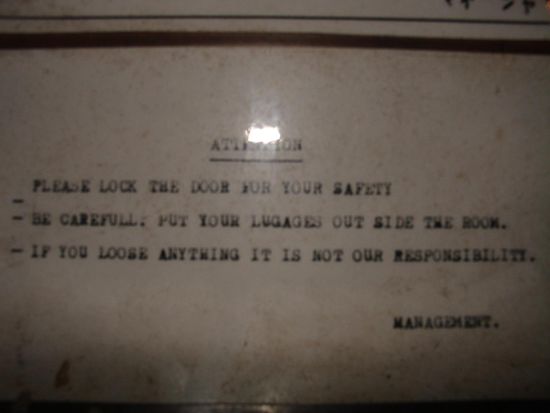 ATTENTION
- PLEASE LOCK THE DOOR FOR YOUR SAFETY
- BE CAREFULL. PUT YOUR LUGAGES OUT SIDE THE ROOM.
- IF YOU LOOSE ANYTHING IT IS NOT OUR RESPONSIBILITY.
MANAGEMENT.